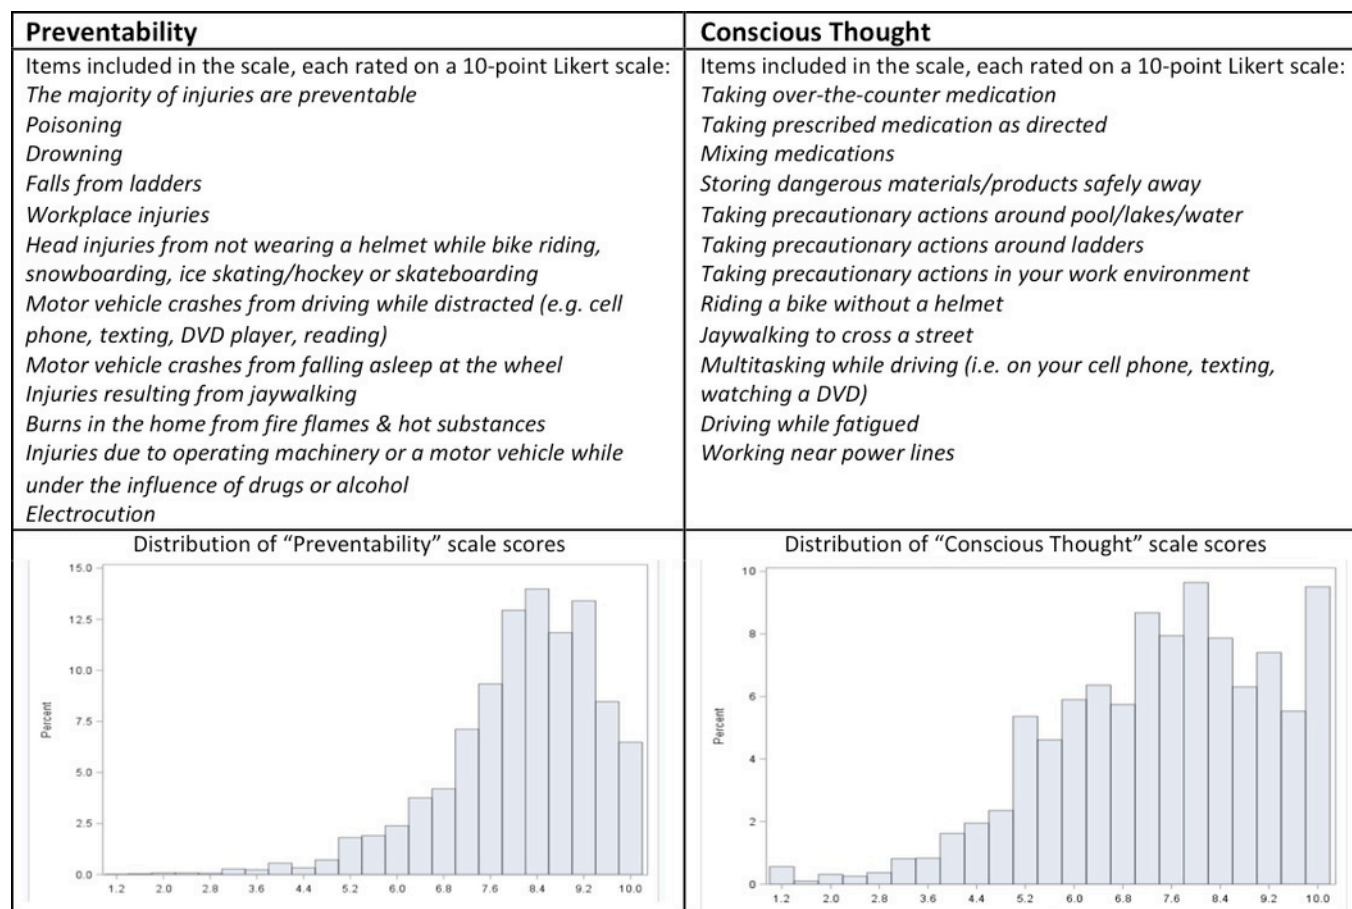 Preventability
Items included in the scale, each rated on a 10-point Likert scale:
The majority of injuries are preventable
Poisoning
Drowning
Falls from ladders
Workplace injuries
Head injuries from not wearing a helmet while bike riding,
snowboarding, ice skating/hockey or skateboarding
Motor vehicle crashes from driving while distracted (e.g. cell
phone, texting, DVD player, reading)
Motor vehicle crashes from falling asleep at the wheel
Injuries resulting from jaywalking
Burns in the home from fire flames & hot substances
Injuries due to operating machinery or a motor vehicle while
under the influence of drugs or alcohol
Electrocution
Conscious Thought
Items included in the scale, each rated on a 10-point Likert scale:
Taking over-the-counter medication
Taking prescribed medication as directed
Mixing medications
Storing dangerous materials/products safely away
Taking precautionary actions around pool/lakes/water
Taking precautionary actions around ladders
Taking precautionary actions in your work environment
Riding a bike without a helmet
Jaywalking to cross a street
Multitasking while driving (i.e. on your cell phone, texting,
watching a DVD)
Driving while fatigued
Working near power lines
Distribution of “Preventability” scale scores
15.0
12.5
10.0
7.5
5.0
2.5
0.0
Percent
1.2 2.0 2.8 3.6 4.4 5.2 6.0 6.8 7.6 8.4 9.2 10.0
Distribution of “Conscious Thought” scale scores
10
8
6
4
2
0
Percent
1.2 2.0 2.8 3.6 4.4 5.2 6.0 6.8 7.6 8.4 9.2 10.0